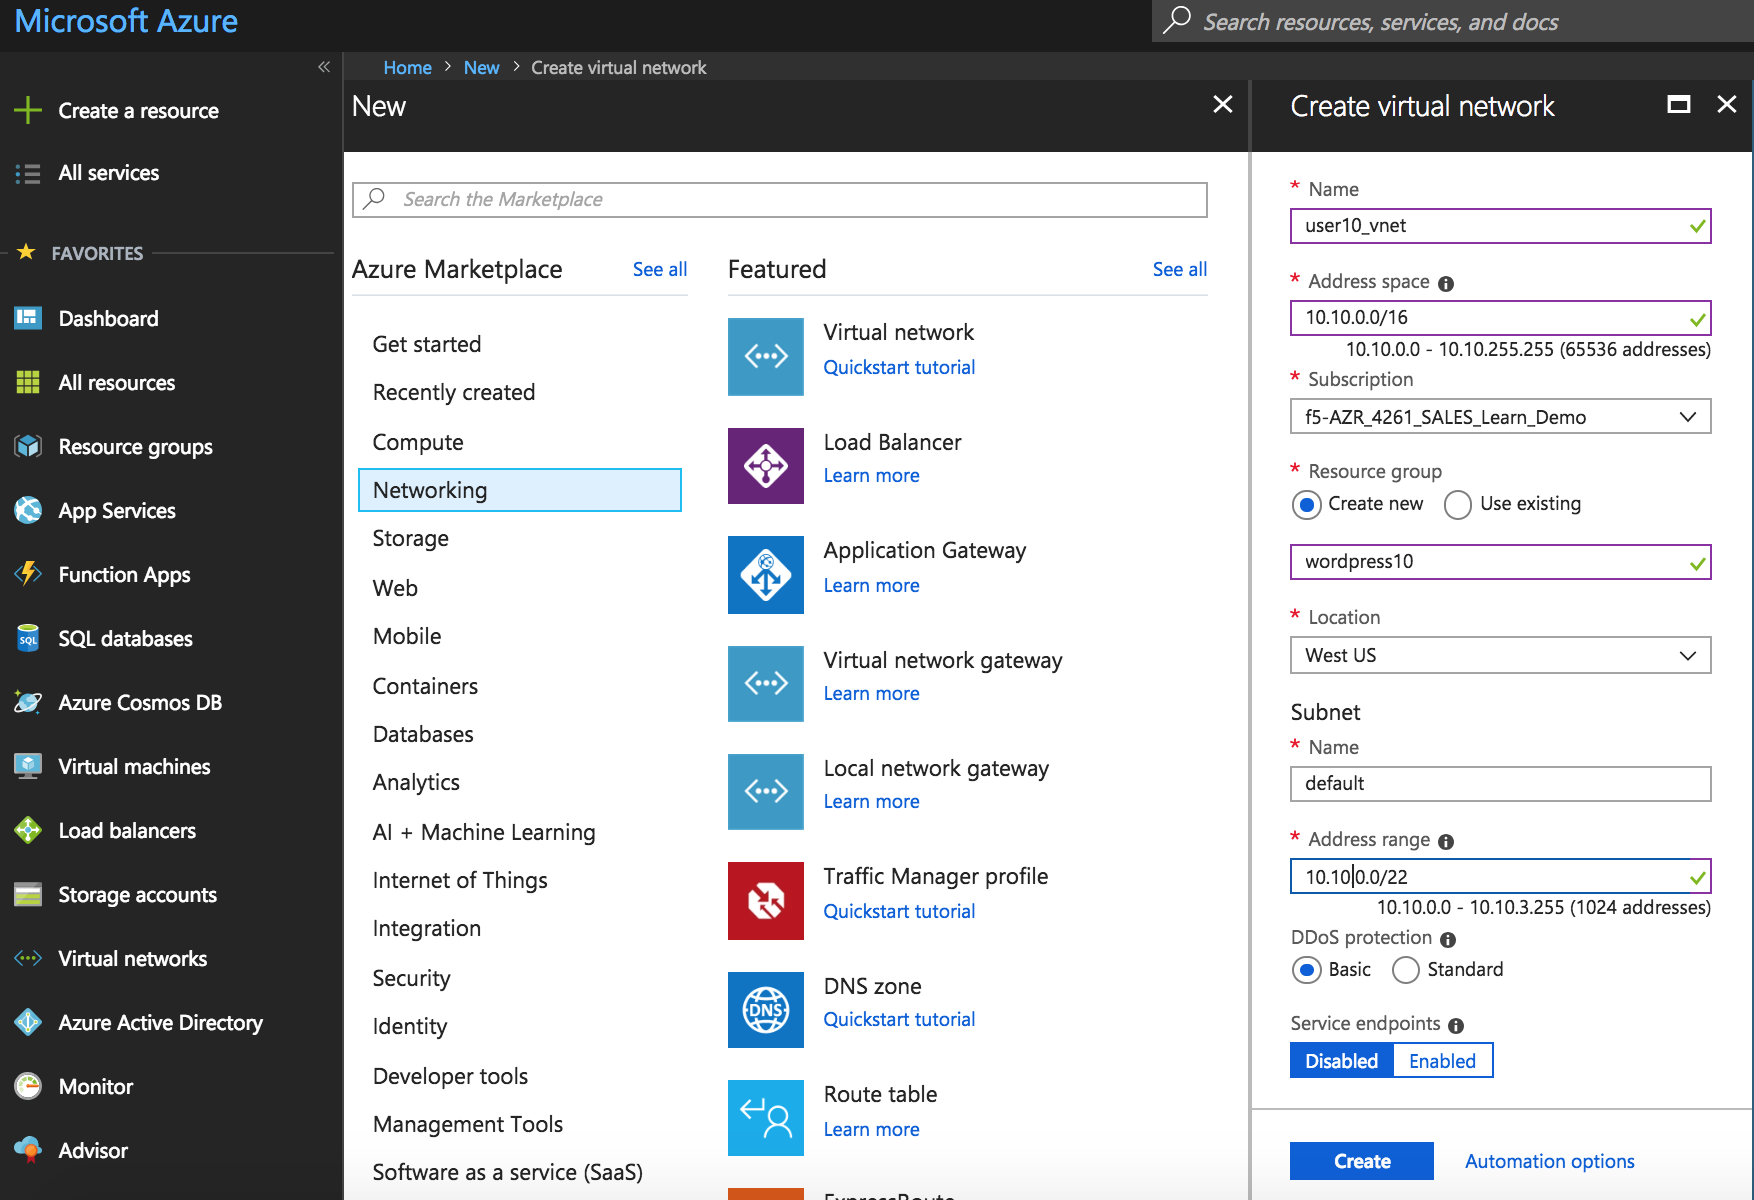 Microsoft Azure
Search resources, services, and docs
«
Create a resource
All services
FAVORITES
Dashboard
All resources
Resource groups
App Services
Function Apps
SQL
SQL databases
Azure Cosmos DB
Virtual machines
Load balancers
Storage accounts
Virtual networks
Azure Active Directory
Monitor
Advisor
Home > New > Create virtual network
New
Search the Marketplace
Azure Marketplace
See all
Get started
Recently created
Compute
Networking
Storage
Web
Mobile
Containers
Databases
Analytics
AI + Machine Learning
Internet of Things
Integration
Security
Identity
Developer tools
Management Tools
Software as a service (SaaS)
Featured
See all
Virtual network
Quickstart tutorial
Load Balancer
Learn more
Application Gateway
Learn more
Virtual network gateway
Learn more
Local network gateway
Learn more
Traffic Manager profile
Quickstart tutorial
DNS
DNS zone
Quickstart tutorial
Route table
Learn more
ExpressRoute
Create virtual network
* Name
user10_vnet
* Address space
10.10.0.0/16
10.10.0.0 - 10.10.255.255 (65536 addresses)
* Subscription
f5-AZR_4261_SALES_Learn_Demo
* Resource group
Create new
Use existing
wordpress10
* Location
West US
Subnet
* Name
default
* Address range
10.10.0.0/22
10.10.0.0 - 10.10.3.255 (1024 addresses)
DDoS protection
Basic
Standard
Service endpoints
Disabled
Enabled
Create
Automation options